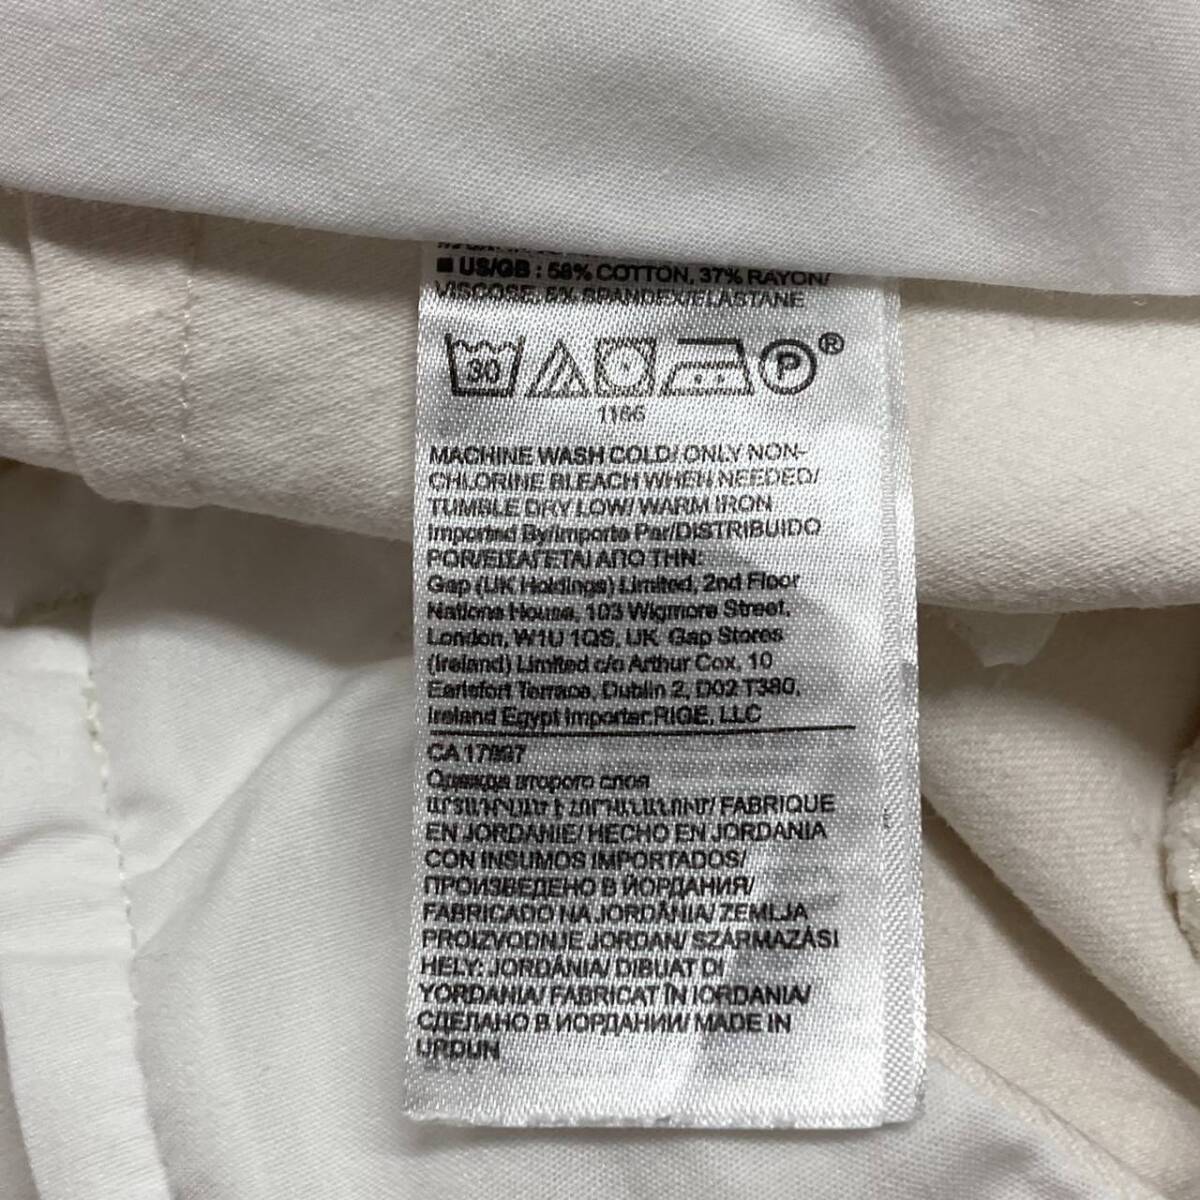 ■ US/GB : 58% COTTON, 37% RAYON/
VISCOSE, 5% SPANDEX/ELASTANE
30 P®
1166
MACHINE WASH COLD/ ONLY NON-
CHLORINE BLEACH WHEN NEEDED/
TUMBLE DRY LOW/ WARM IRON
Imported By/Importe Par/DISTRIBUIDO
POR/ΕΙΣΑΓΕΤΑΙ ΑΠΟ ΤΗΝ:
Gap (UK Holdings) Limited, 2nd Floor
Nations House, 103 Wigmore Street,
London, W1U 1QS, UK Gap Stores
(Ireland) Limited c/o Arthur Cox, 10
Earlsfort Terrace, Dublin 2, D02 T380,
Ireland Egypt Importer:RIGE, LLC
CA 17897
Одежда второго слоя
ԱՐՏԱԴՐՎԱԾ Է ՀՈՐԴԱՆԱՆՈՒՄ/ FABRIQUE
EN JORDANIE/ HECHO EN JORDANIA
CON INSUMOS IMPORTADOS/
ПРОИЗВЕДЕНО В ЙОРДАНИЯ/
FABRICADO NA JORDÂNIA/ ZEMLJA
PROIZVODNJE JORDAN/ SZÁRMAZÁSI
HELY: JORDÁNIA/ DIBUAT DI
YORDANIA/ FABRICAT ÎN IORDANIA/
СДЕЛАНО В ИОРДАНИИ/ MADE IN
URDUN